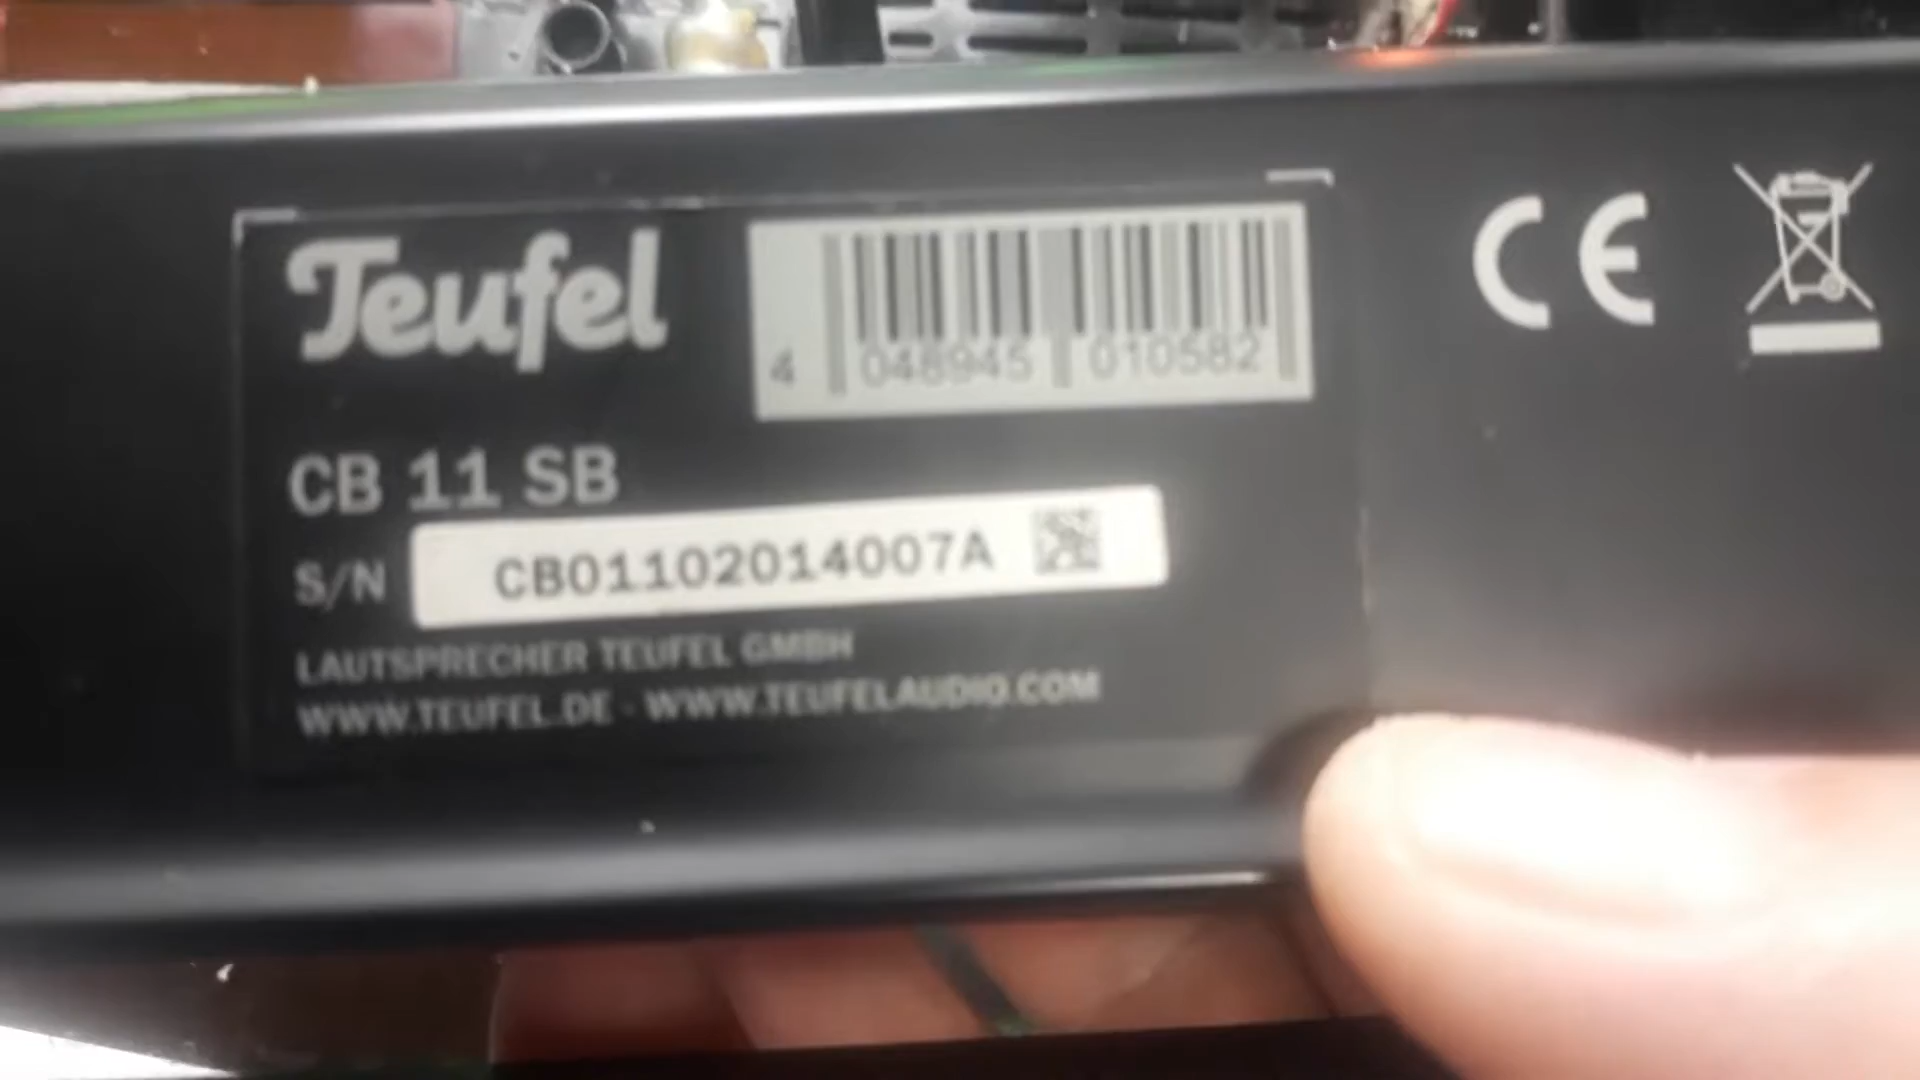 Teufel
4 048945 010582
CB 11 SB
S/N CB01102014007A
LAUTSPRECHER TEUFEL GMBH
WWW.TEUFEL.DE - WWW.TEUFELAUDIO.COM
CE